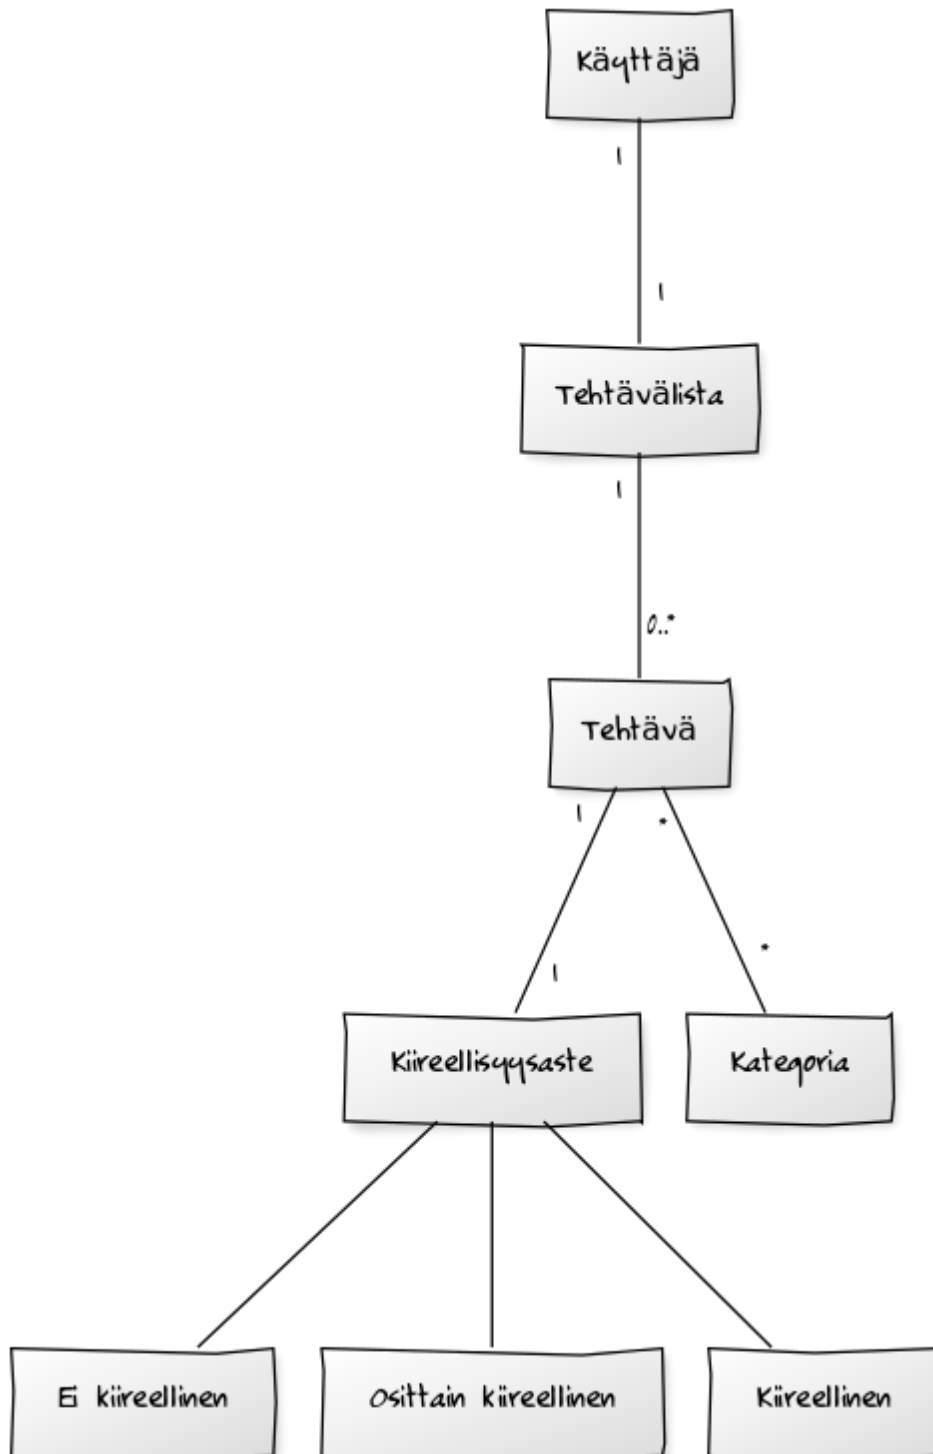 Käyttäjä
1
1
Tehtävälista
1
0..*
Tehtävä
1
*
1
*
Kiireellisyysaste
Kategoria
Ei kiireellinen
Osittain kiireellinen
Kiireellinen